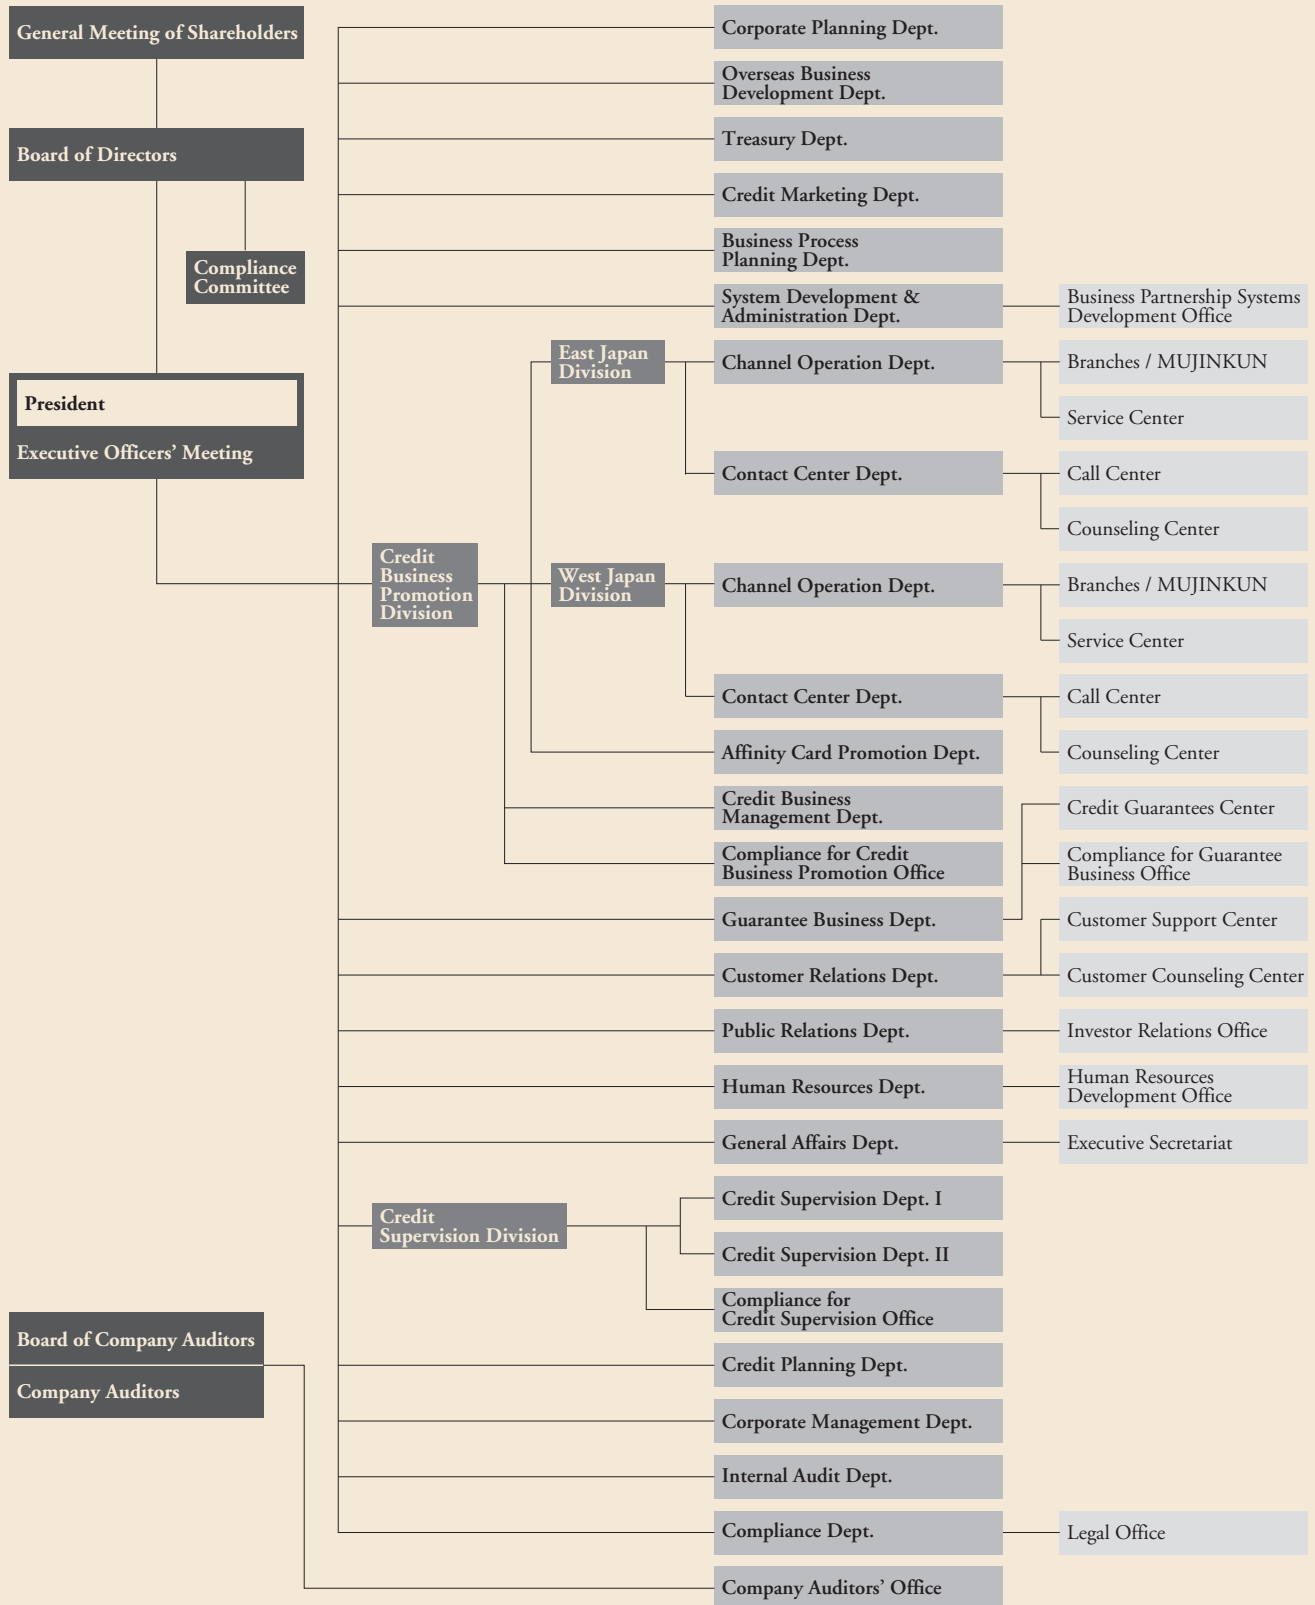 General Meeting of Shareholders
Board of Directors
Compliance
Committee
President
Executive Officers’ Meeting
Board of Company Auditors
Company Auditors
Credit
Business
Promotion
Division
Credit
Supervision Division
East Japan
Division
West Japan
Division
Corporate Planning Dept.
Overseas Business
Development Dept.
Treasury Dept.
Credit Marketing Dept.
Business Process
Planning Dept.
System Development &
Administration Dept.
Business Partnership Systems
Development Office
Channel Operation Dept.
Branches / MUJINKUN
Service Center
Contact Center Dept.
Call Center
Counseling Center
Channel Operation Dept.
Branches / MUJINKUN
Service Center
Contact Center Dept.
Call Center
Affinity Card Promotion Dept.
Counseling Center
Credit Business
Management Dept.
Credit Guarantees Center
Compliance for Credit
Business Promotion Office
Compliance for Guarantee
Business Office
Guarantee Business Dept.
Customer Support Center
Customer Relations Dept.
Customer Counseling Center
Public Relations Dept.
Investor Relations Office
Human Resources Dept.
Human Resources
Development Office
General Affairs Dept.
Executive Secretariat
Credit Supervision Dept. I
Credit Supervision Dept. II
Compliance for
Credit Supervision Office
Credit Planning Dept.
Corporate Management Dept.
Internal Audit Dept.
Compliance Dept.
Legal Office
Company Auditors’ Office